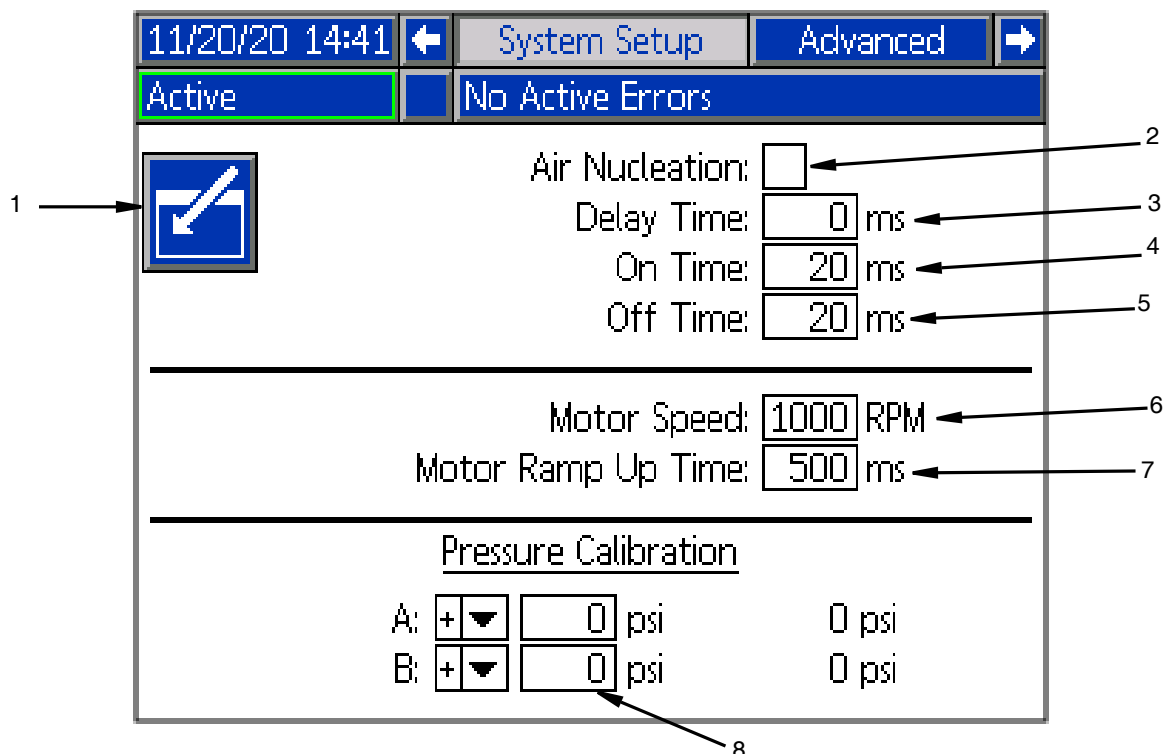 11/20/20 14:41 System Setup Advanced
Active No Active Errors
1
Air Nucleation: 2
Delay Time: 0 ms 3
On Time: 20 ms 4
Off Time: 20 ms 5
Motor Speed: 1000 RPM 6
Motor Ramp Up Time: 500 ms 7
Pressure Calibration
A: + 0 psi 0 psi
B: + 0 psi 0 psi
8